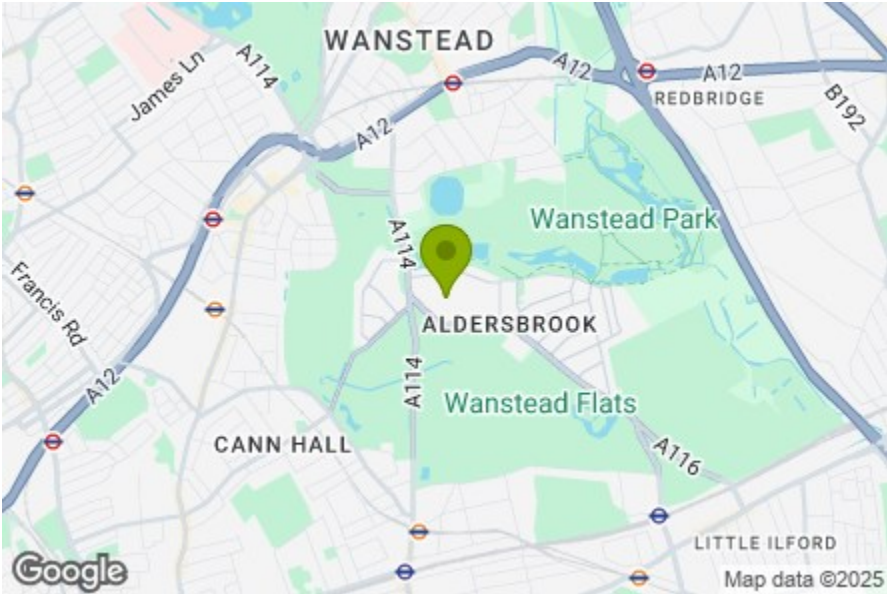 WANSTEAD
A114
James Ln
A12
A12
A12
REDBRIDGE
B192
Wanstead Park
A114
Francis Rd
ALDERSBROOK
A114
A12
Wanstead Flats
CANN HALL
A116
LITTLE ILFORD
Google
Map data ©2025